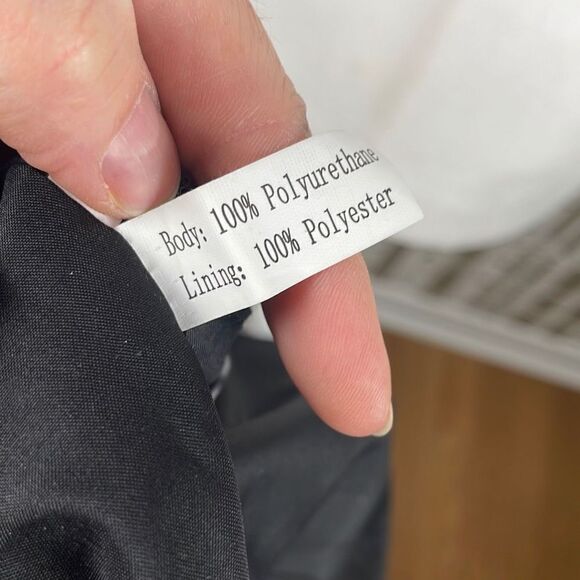 Body: 100% Polyurethane
Lining: 100% Polyester